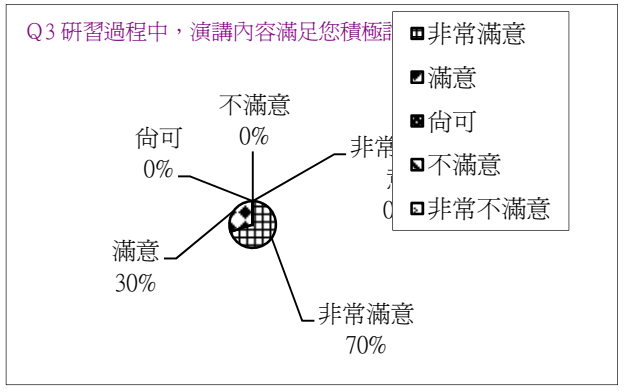 Q3 研習過程中，演講內容滿足您積極
非常滿意
滿意
尚可
不滿意
非常不滿意
不滿意
0%
尚可
0%
非常
0
滿意
30%
非常滿意
70%